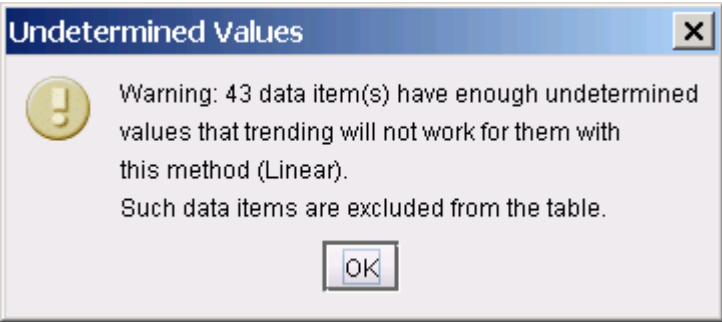 Undetermined Values
Warning: 43 data item(s) have enough undetermined
values that trending will not work for them with
this method (Linear).
Such data items are excluded from the table.
OK